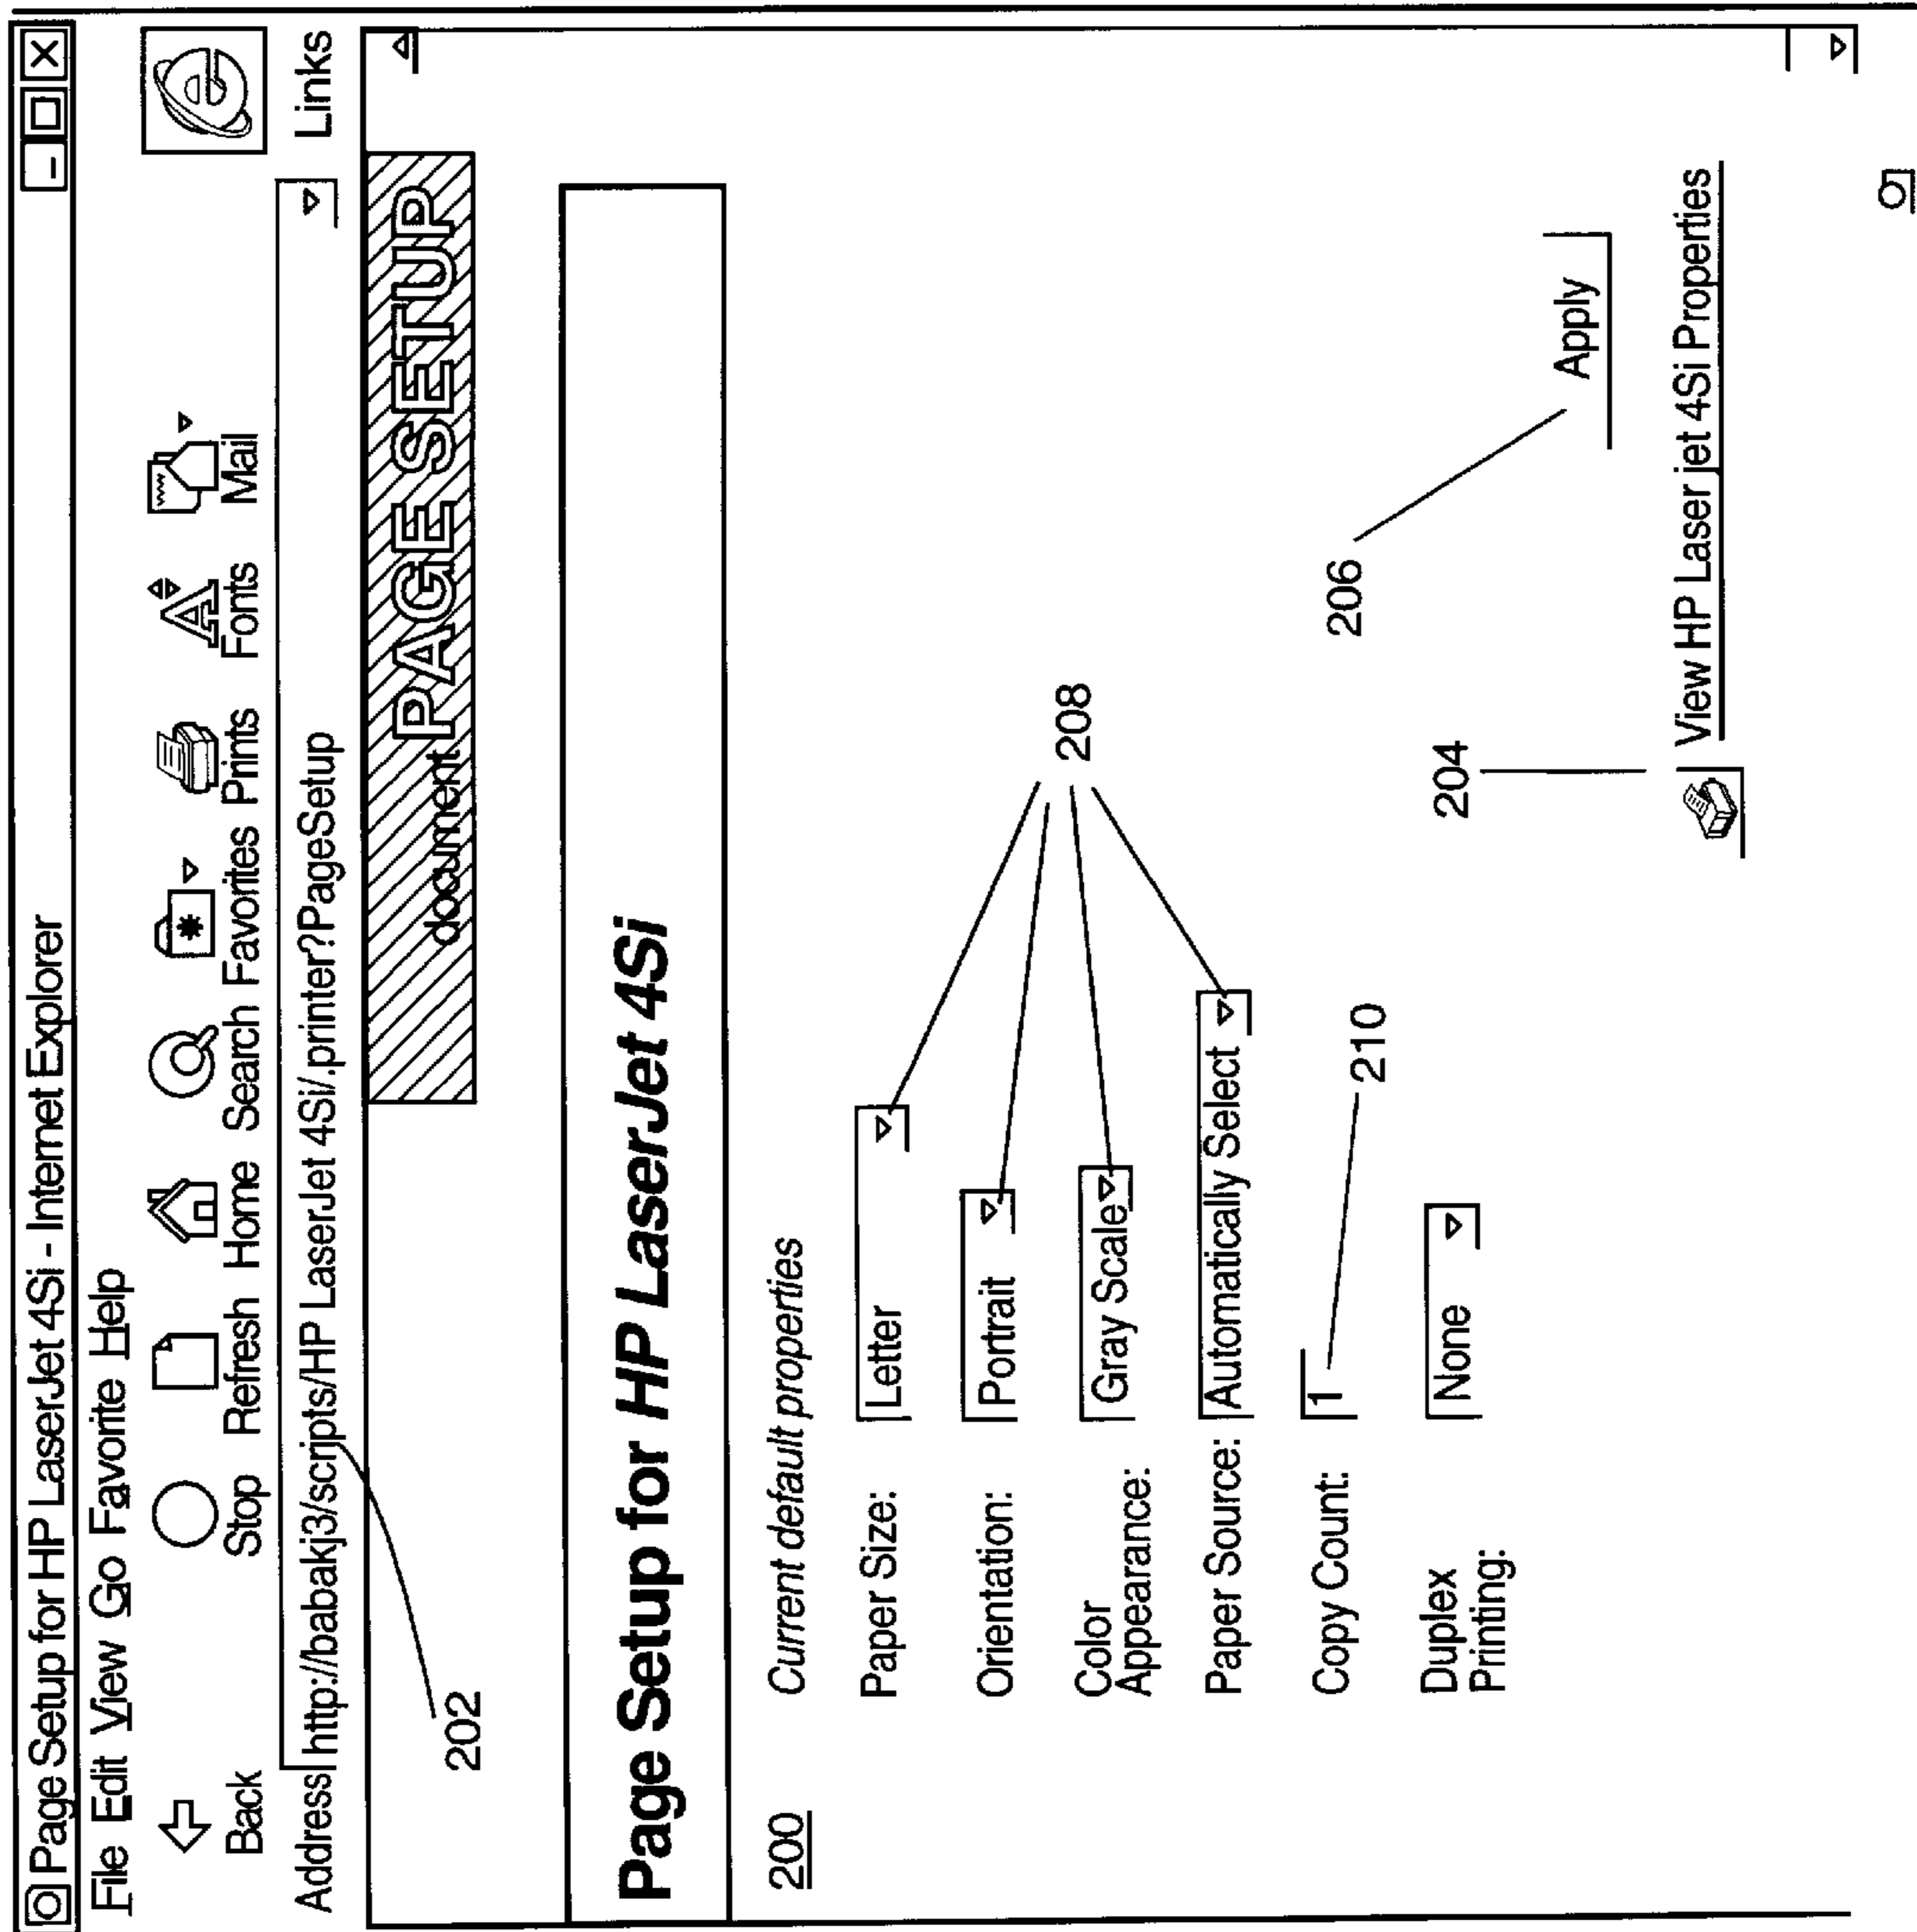 Page Setup for HP LaserJet 4Si - Internet Explorer
File Edit View Go Favorite Help
Back Stop Refresh Home Search Favorites Prints Fonts Mail
Address http://babakj3/scripts/HP LaserJet 4Si/.printer?PageSetup Links
202
document PAGE SETUP
Page Setup for HP LaserJet 4Si
200
Current default properties
Paper Size: Letter
Orientation: Portrait
208
Color
Appearance: Gray Scale
Paper Source: Automatically Select
Copy Count: 1
210
206
Duplex
Printing: None
204
Apply
View HP Laser jet 4Si Properties